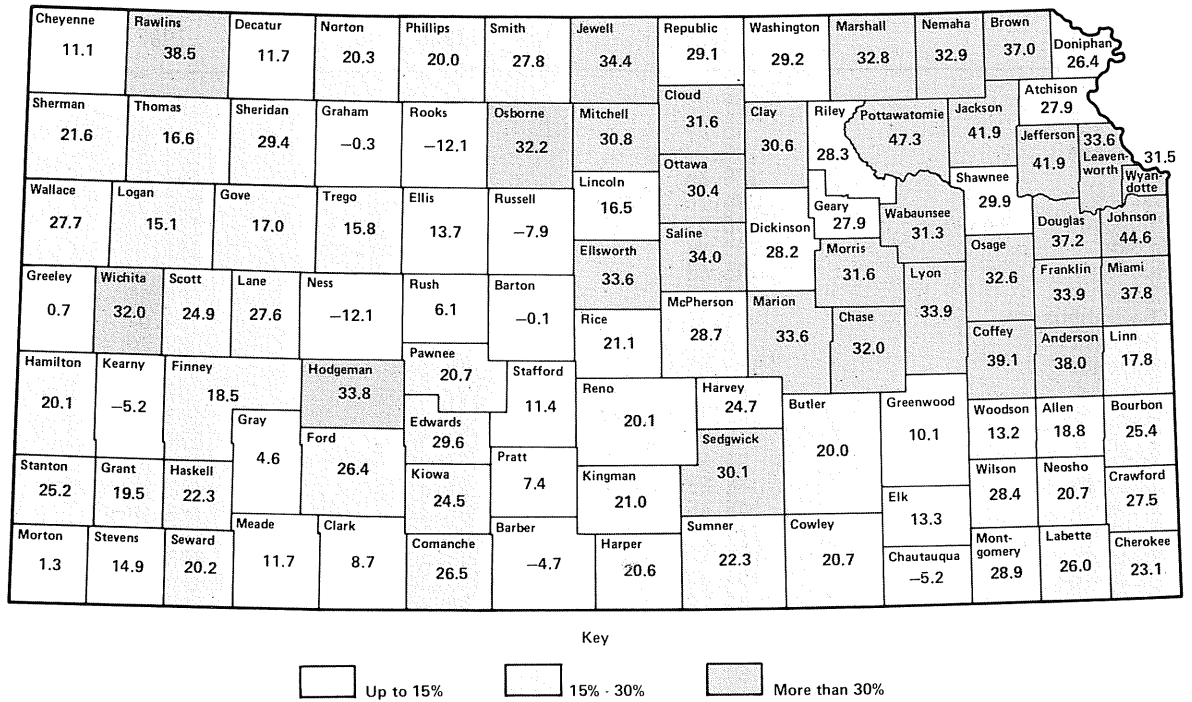 Cheyenne
11.1
Rawlins
38.5
Decatur
11.7
Norton
20.3
Phillips
20.0
Smith
27.8
Jewell
34.4
Republic
29.1
Washington
29.2
Marshall
32.8
Nemaha
32.9
Brown
37.0
Doniphan
26.4
Atchison
27.9
Sherman
21.6
Thomas
16.6
Sheridan
29.4
Graham
–0.3
Rooks
–12.1
Osborne
32.2
Mitchell
30.8
Cloud
31.6
Clay
30.6
Riley
28.3
Pottawatomie
47.3
Jackson
41.9
Jefferson
41.9
33.6
Leaven-
worth
31.5
Wyan-
dotte
Ottawa
30.4
Lincoln
16.5
Shawnee
29.9
Wallace
27.7
Logan
15.1
Gove
17.0
Trego
15.8
Ellis
13.7
Russell
–7.9
Ellsworth
33.6
Saline
34.0
Dickinson
28.2
Geary
27.9
Wabaunsee
31.3
Morris
31.6
Osage
32.6
Douglas
37.2
Johnson
44.6
Greeley
0.7
Wichita
32.0
Scott
24.9
Lane
27.6
Ness
–12.1
Rush
6.1
Barton
–0.1
Rice
21.1
McPherson
28.7
Marion
33.6
Chase
32.0
Lyon
33.9
Franklin
33.9
Miami
37.8
Coffey
39.1
Anderson
38.0
Linn
17.8
Hamilton
20.1
Kearny
–5.2
Finney
18.5
Hodgeman
33.8
Pawnee
20.7
Stafford
11.4
Reno
20.1
Harvey
24.7
Butler
20.0
Greenwood
10.1
Woodson
13.2
Allen
18.8
Bourbon
25.4
Gray
4.6
Ford
26.4
Edwards
29.6
Sedgwick
30.1
Stanton
25.2
Grant
19.5
Haskell
22.3
Kiowa
24.5
Pratt
7.4
Kingman
21.0
Elk
13.3
Wilson
28.4
Neosho
20.7
Crawford
27.5
Morton
1.3
Stevens
14.9
Seward
20.2
Meade
11.7
Clark
8.7
Comanche
26.5
Barber
–4.7
Harper
20.6
Sumner
22.3
Cowley
20.7
Chautauqua
–5.2
Mont-
gomery
28.9
Labette
26.0
Cherokee
23.1
Key
Up to 15%
15% - 30%
More than 30%